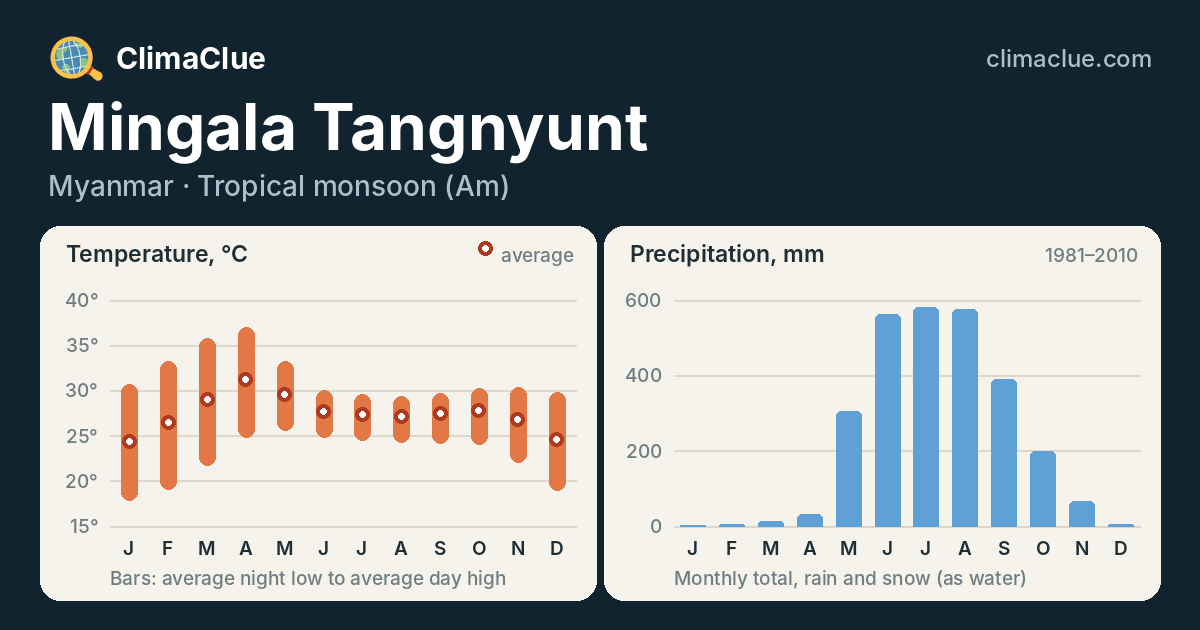 ClimaClue
climaclue.com
Mingala Tangnyunt
Myanmar · Tropical monsoon (Am)
Temperature, °C
average
40°
35°
30°
25°
20°
15°
J F M A M J J A S O N D
Bars: average night low to average day high
Precipitation, mm
1981–2010
600
400
200
0
J F M A M J J A S O N D
Monthly total, rain and snow (as water)